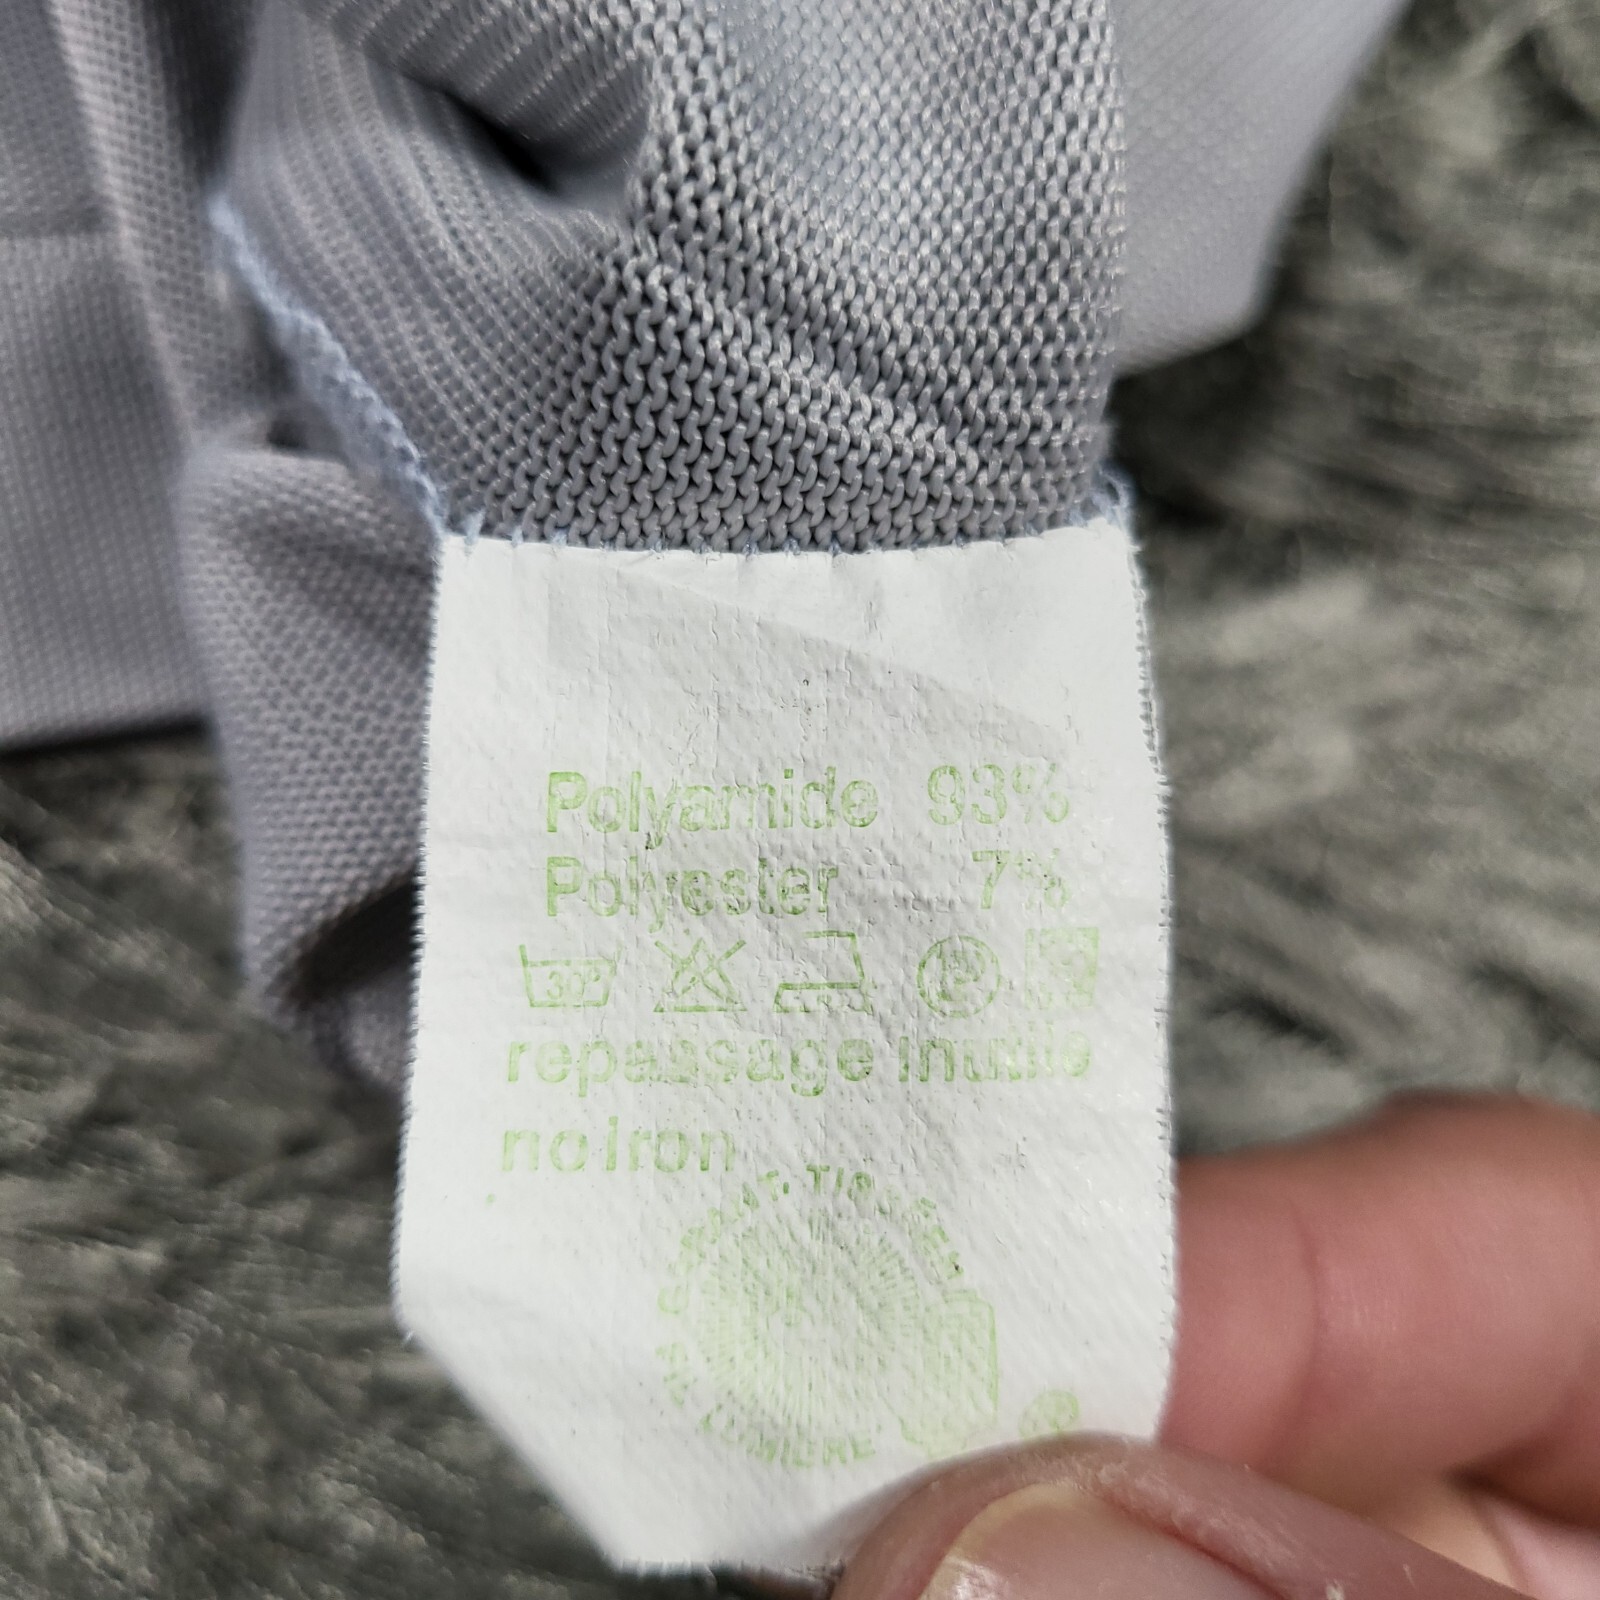 Polyamide 93%
Polyester 7%
30°
repassage inutile
no iron